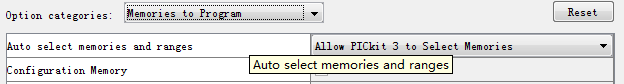 Option categories: Memories to Program Reset
Auto select memories and ranges Allow PICkit 3 to Select Memories
Auto select memories and ranges
Configuration Memory